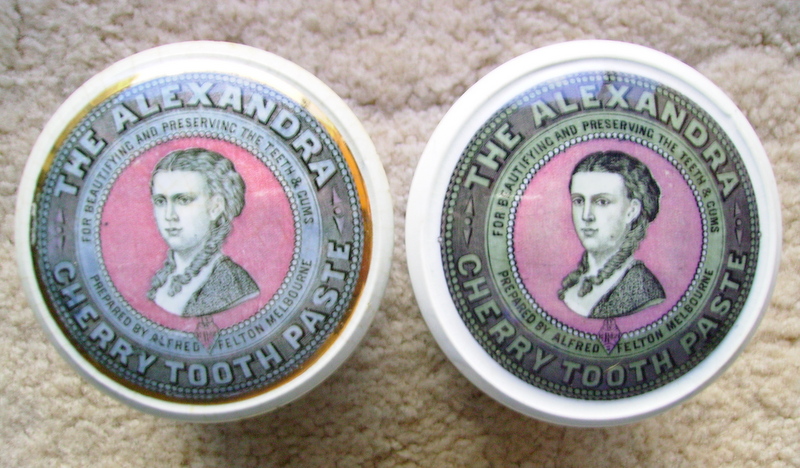 THE ALEXANDRA
FOR BEAUTIFYING AND PRESERVING THE TEETH & GUMS
PREPARED BY ALFRED FELTON MELBOURNE
CHERRY TOOTH PASTE
THE ALEXANDRA
FOR B'AUTIFYING AND PRESERVING THE TEETH & GUMS
PREPARED BY ALFRED FELTON MELBOURNE
CHERRY TOOTH PASTE